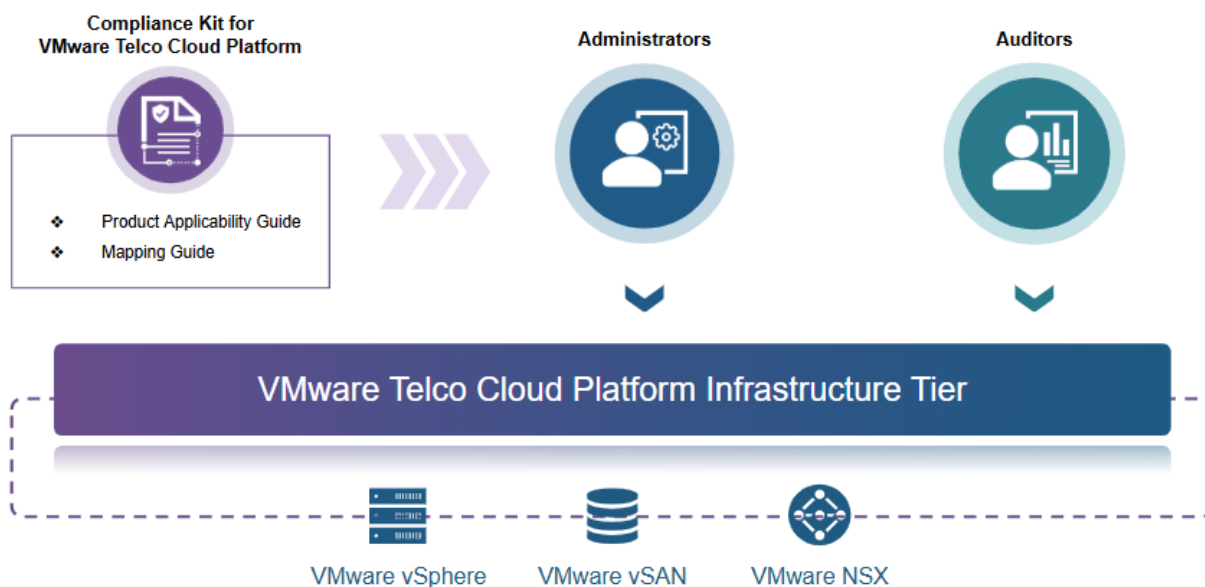 Compliance Kit for
VMware Telco Cloud Platform
Administrators
Auditors
❖ Product Applicability Guide
❖ Mapping Guide
VMware Telco Cloud Platform Infrastructure Tier
VMware vSphere
VMware vSAN
VMware NSX